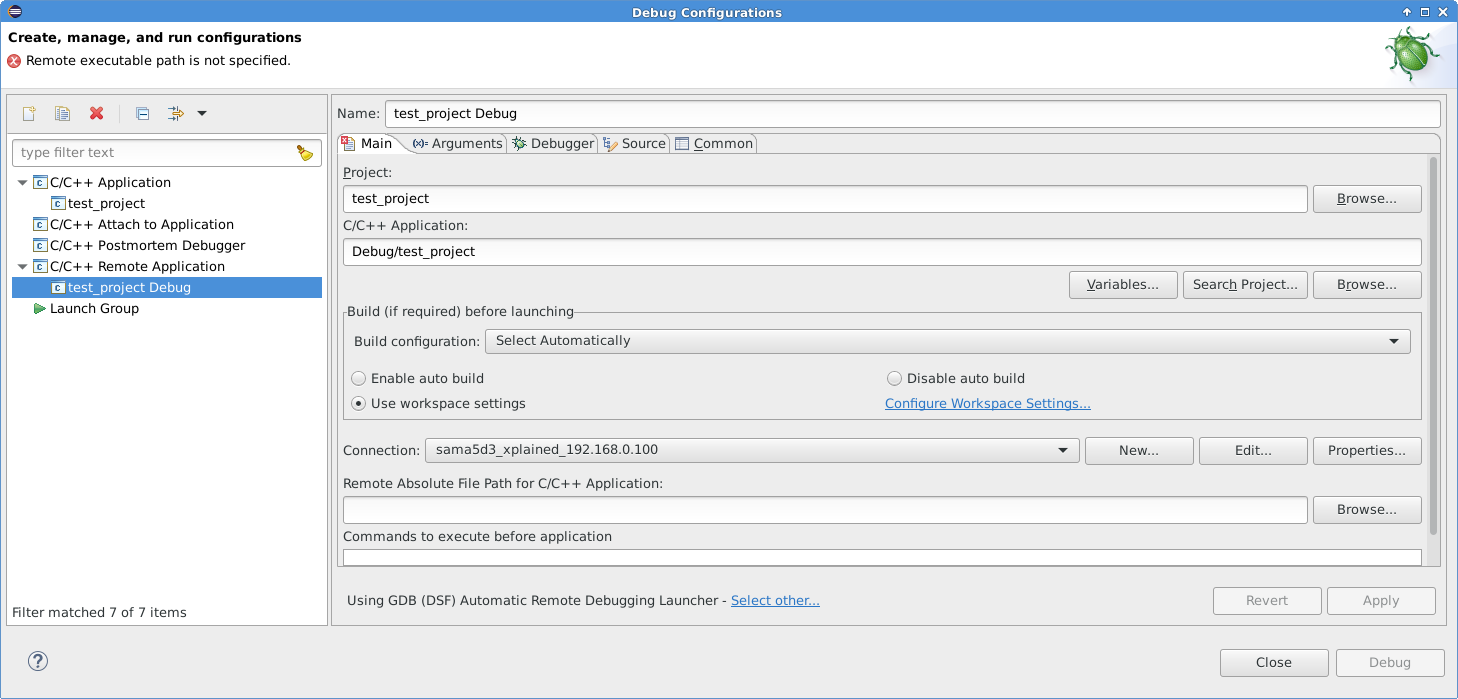 Debug Configurations
Create, manage, and run configurations
Remote executable path is not specified.
type filter text
C/C++ Application
test_project
C/C++ Attach to Application
C/C++ Postmortem Debugger
C/C++ Remote Application
test_project Debug
Launch Group
Filter matched 7 of 7 items
Name: test_project Debug
Main Arguments Debugger Source Common
Project:
test_project Browse...
C/C++ Application:
Debug/test_project
Variables... Search Project... Browse...
Build (if required) before launching
Build configuration: Select Automatically
Enable auto build Disable auto build
Use workspace settings Configure Workspace Settings...
Connection: sama5d3_xplained_192.168.0.100 New... Edit... Properties...
Remote Absolute File Path for C/C++ Application:
Browse...
Commands to execute before application
Using GDB (DSF) Automatic Remote Debugging Launcher - Select other... Revert Apply
Close Debug